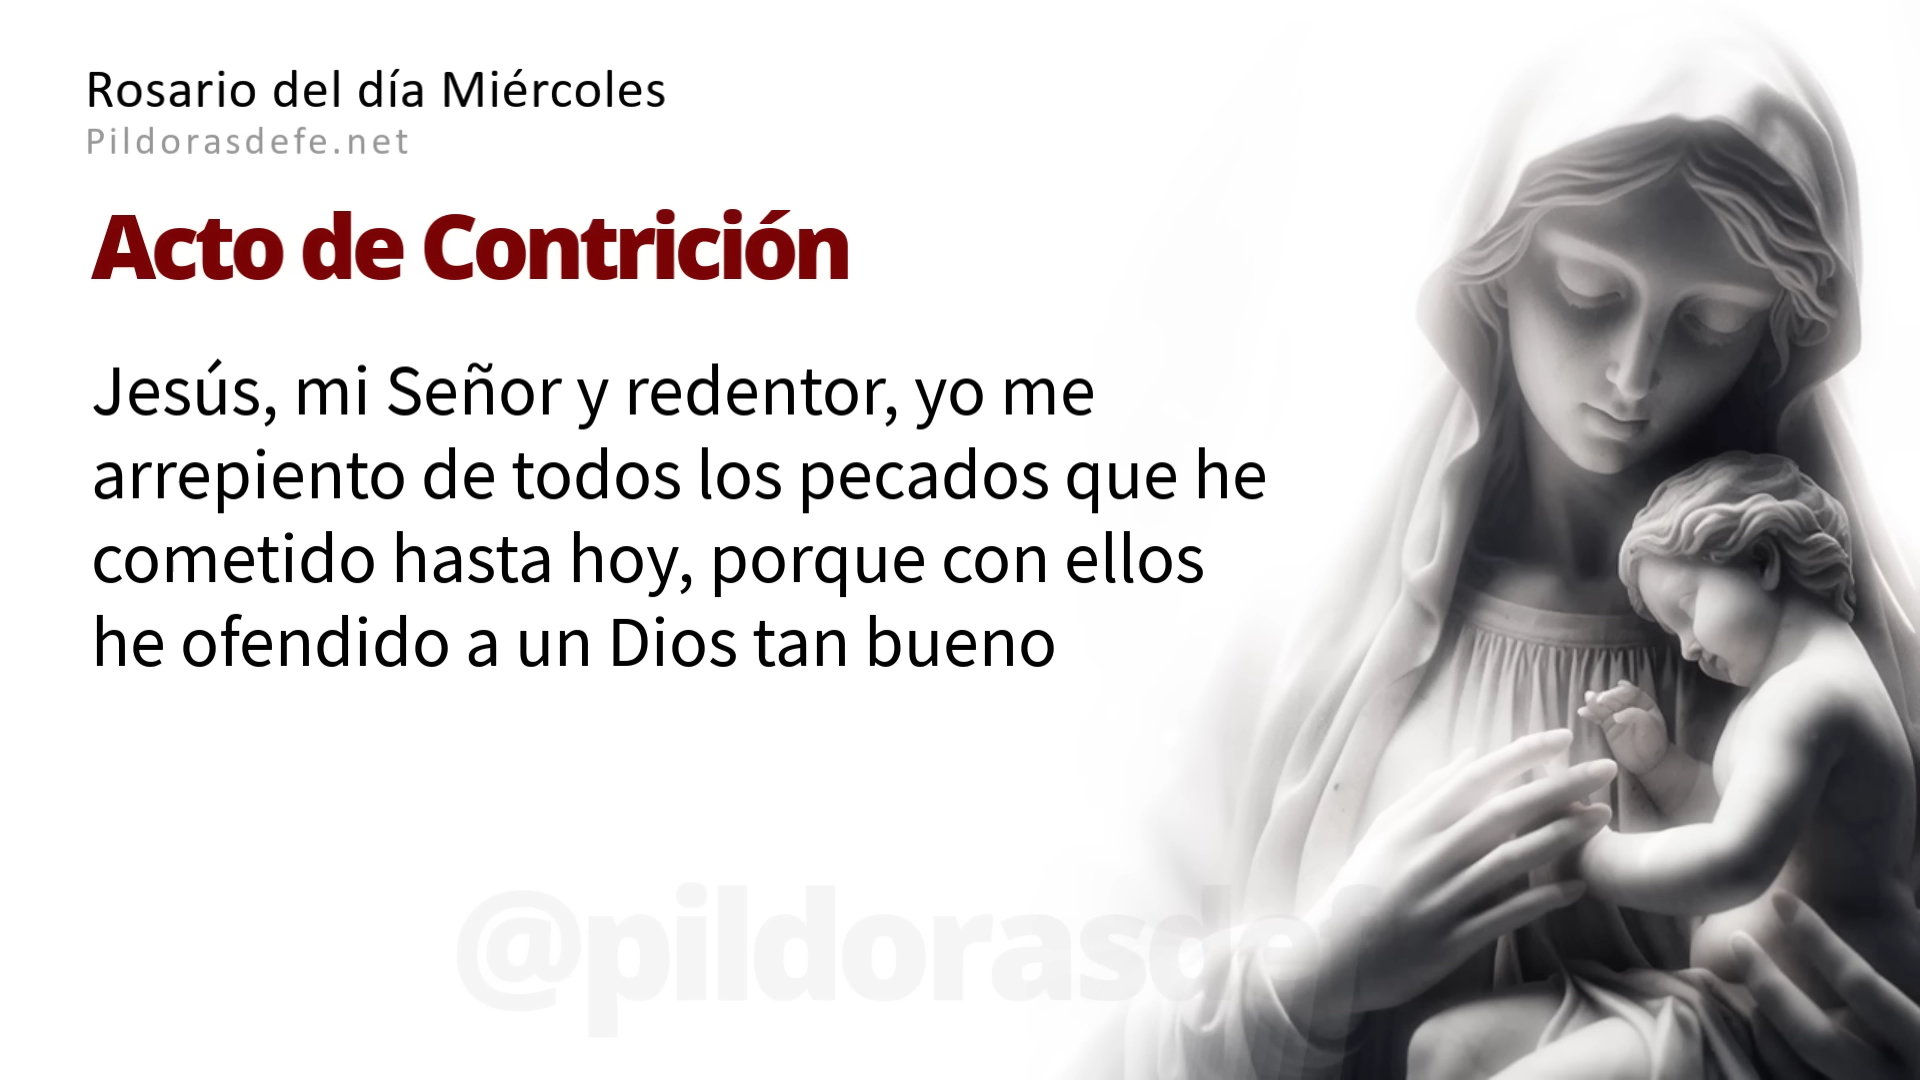 Rosario del día Miércoles
Pildorasdefe.net
Acto de Contrición
Jesús, mi Señor y redentor, yo me
arrepiento de todos los pecados que he
cometido hasta hoy, porque con ellos
he ofendido a un Dios tan bueno
@pildorasdef